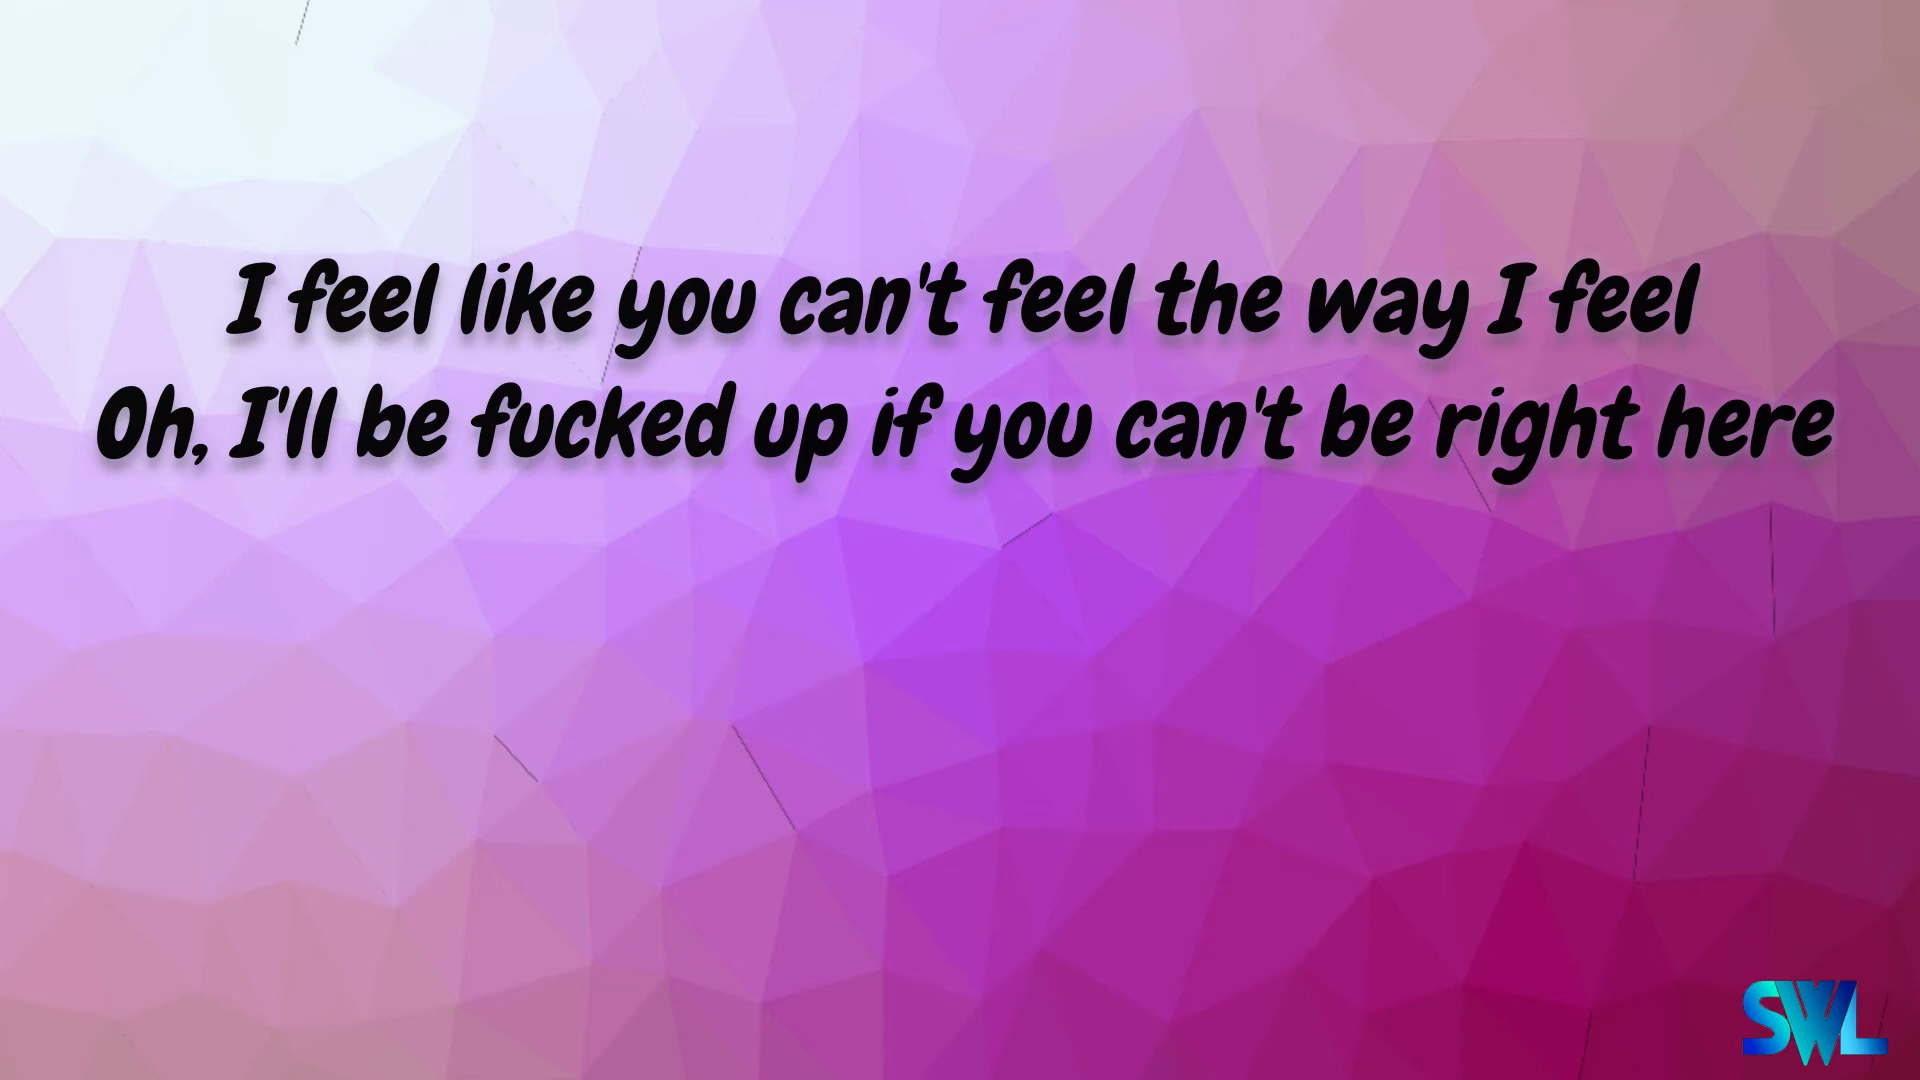 I feel like you can't feel the way I feel
Oh, I'll be fucked up if you can't be right here
SWL